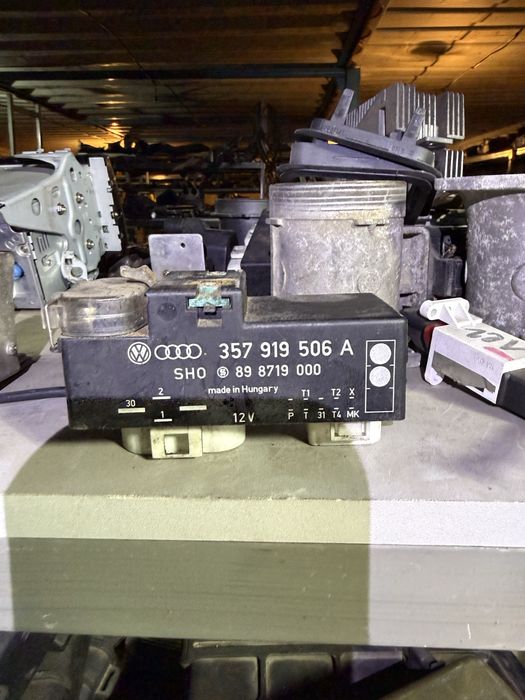 357 919 506 A
SHO Ⓢ 89 8719 000
made in Hungary
2 T1 T2 X
30
1 12V P T 31 T4 MK